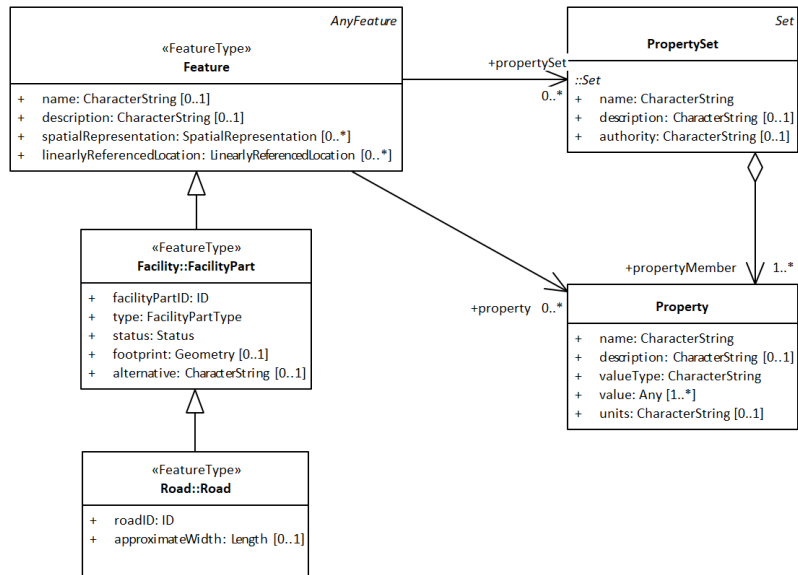 AnyFeature
«FeatureType»
Feature
+ name: CharacterString [0..1]
+ description: CharacterString [0..1]
+ spatialRepresentation: SpatialRepresentation [0..*]
+ linearlyReferencedLocation: LinearlyReferencedLocation [0..*]
+propertySet
0..*
Set
PropertySet
::Set
+ name: CharacterString
+ description: CharacterString [0..1]
+ authority: CharacterString [0..1]
«FeatureType»
Facility::FacilityPart
+ facilityPartID: ID
+ type: FacilityPartType
+ status: Status
+ footprint: Geometry [0..1]
+ alternative: CharacterString [0..1]
+propertyMember 1..*
+property 0..*
Property
+ name: CharacterString
+ description: CharacterString [0..1]
+ valueType: CharacterString
+ value: Any [1..*]
+ units: CharacterString [0..1]
«FeatureType»
Road::Road
+ roadID: ID
+ approximateWidth: Length [0..1]